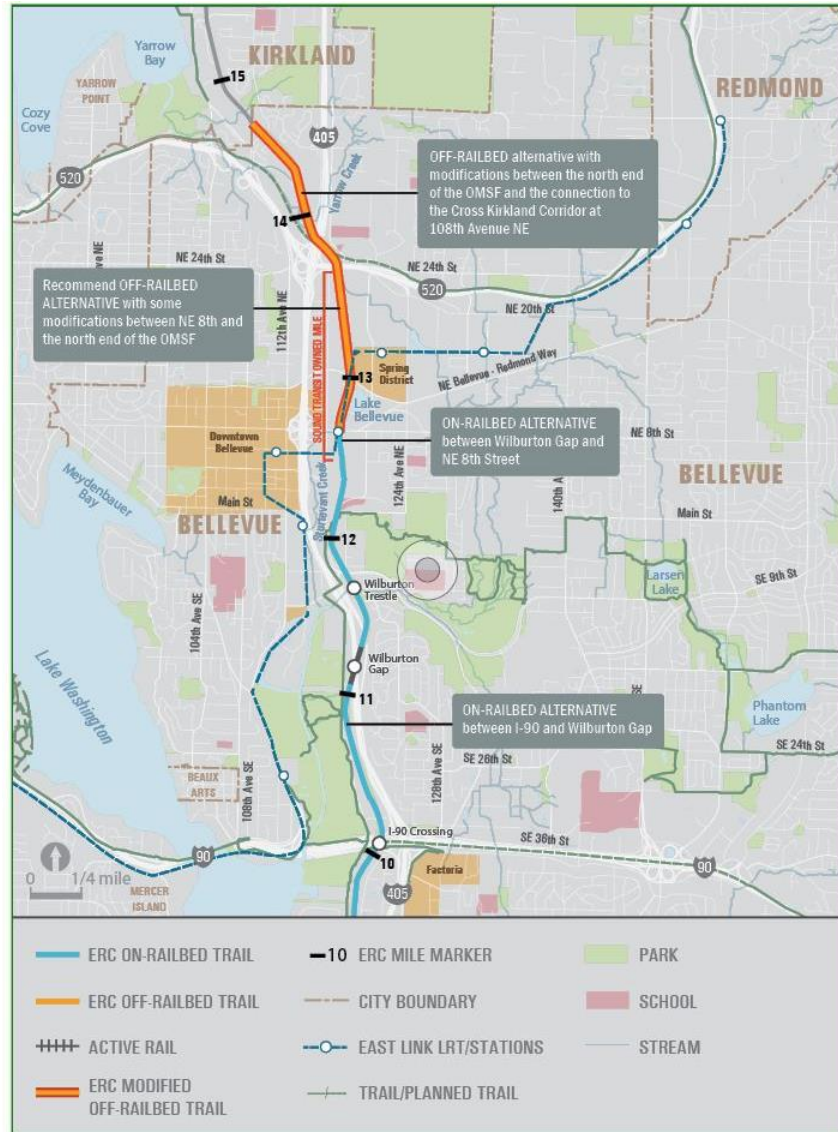 KIRKLAND
REDMOND
Yarrow
Bay
YARROW
POINT
Cozy
Cove
15
405
520
Yarrow Creek
OFF-RAILBED alternative with
modifications between the north end
of the OMSF and the connection to
the Cross Kirkland Corridor at
108th Avenue NE
14
NE 24th St
NE 24th St
520
112th Ave NE
Recommend OFF-RAILBED
ALTERNATIVE with some
modifications between NE 8th and
the north end of the OMSF
SOUND TRANSIT OWNED MILE
NE 20th St
Spring
District
NE Bellevue - Redmond Way
13
Lake
Bellevue
ON-RAILBED ALTERNATIVE
between Wilburton Gap and
NE 8th Street
NE 8th St
Downtown
Bellevue
124th Ave NE
BELLEVUE
Meydenbauer
Bay
Main St
Main St
BELLEVUE
Sturtevant Creek
12
Wilburton
Trestle
Larsen
Lake
SE 9th St
104th Ave SE
Wilburton
Gap
11
Lake Washington
ON-RAILBED ALTERNATIVE
between I-90 and Wilburton Gap
Phantom
Lake
SE 24th St
SE 26th St
128th Ave SE
BEAUX
ARTS
108th Ave SE
I-90 Crossing
SE 36th St
90
90
10
405
Factoria
0 1/4 mile
MERCER
ISLAND
ERC ON-RAILBED TRAIL
ERC OFF-RAILBED TRAIL
ACTIVE RAIL
ERC MODIFIED
OFF-RAILBED TRAIL
10 ERC MILE MARKER
CITY BOUNDARY
EAST LINK LRT/STATIONS
TRAIL/PLANNED TRAIL
PARK
SCHOOL
STREAM